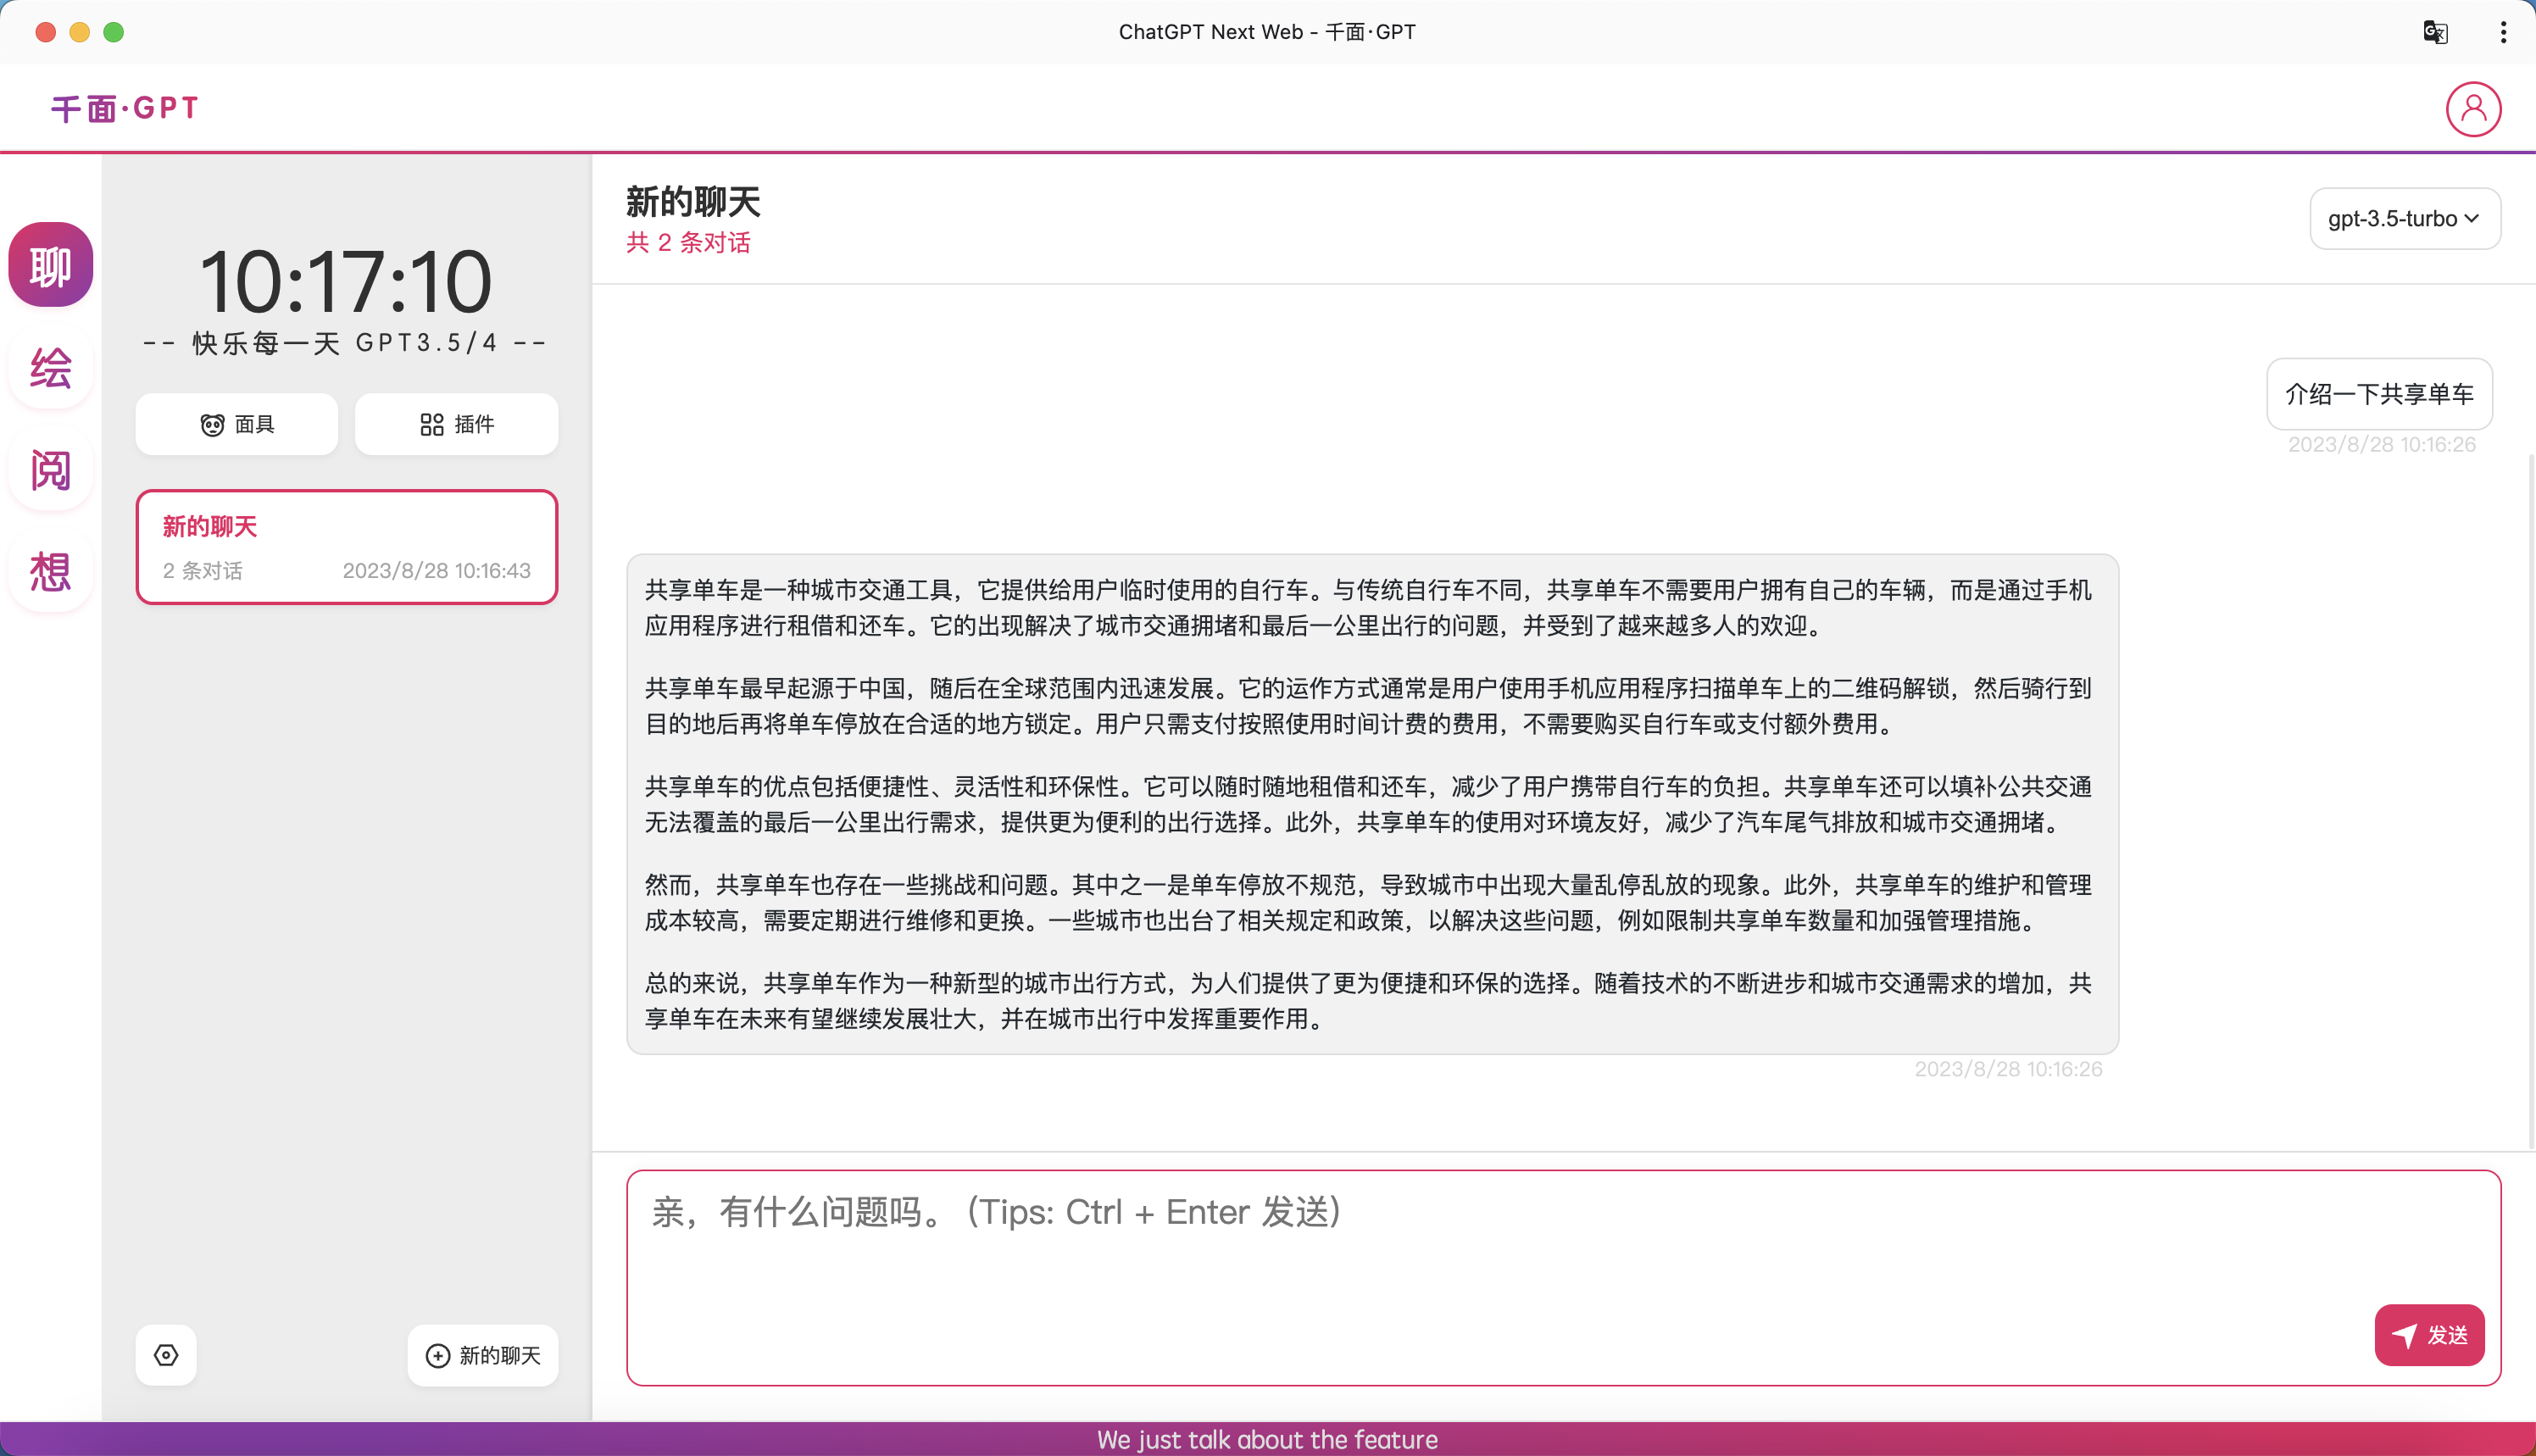 ChatGPT Next Web - 千面·GPT
千面·GPT
聊
绘
阅
想
10:17:10
-- 快乐每一天 GPT3.5/4 --
面具
插件
新的聊天
2 条对话
2023/8/28 10:16:43
新的聊天
新的聊天
共 2 条对话
gpt-3.5-turbo
介绍一下共享单车
2023/8/28 10:16:26
共享单车是一种城市交通工具，它提供给用户临时使用的自行车。与传统自行车不同，共享单车不需要用户拥有自己的车辆，而是通过手机
应用程序进行租借和还车。它的出现解决了城市交通拥堵和最后一公里出行的问题，并受到了越来越多人的欢迎。
共享单车最早起源于中国，随后在全球范围内迅速发展。它的运作方式通常是用户使用手机应用程序扫描单车上的二维码解锁，然后骑行到
目的地后再将单车停放在合适的地方锁定。用户只需支付按照使用时间计费的费用，不需要购买自行车或支付额外费用。
共享单车的优点包括便捷性、灵活性和环保性。它可以随时随地租借和还车，减少了用户携带自行车的负担。共享单车还可以填补公共交通
无法覆盖的最后一公里出行需求，提供更为便利的出行选择。此外，共享单车的使用对环境友好，减少了汽车尾气排放和城市交通拥堵。
然而，共享单车也存在一些挑战和问题。其中之一是单车停放不规范，导致城市中出现大量乱停乱放的现象。此外，共享单车的维护和管理
成本较高，需要定期进行维修和更换。一些城市也出台了相关规定和政策，以解决这些问题，例如限制共享单车数量和加强管理措施。
总的来说，共享单车作为一种新型的城市出行方式，为人们提供了更为便捷和环保的选择。随着技术的不断进步和城市交通需求的增加，共
享单车在未来有望继续发展壮大，并在城市出行中发挥重要作用。
2023/8/28 10:16:26
亲，有什么问题吗。（Tips: Ctrl + Enter 发送）
发送
We just talk about the feature